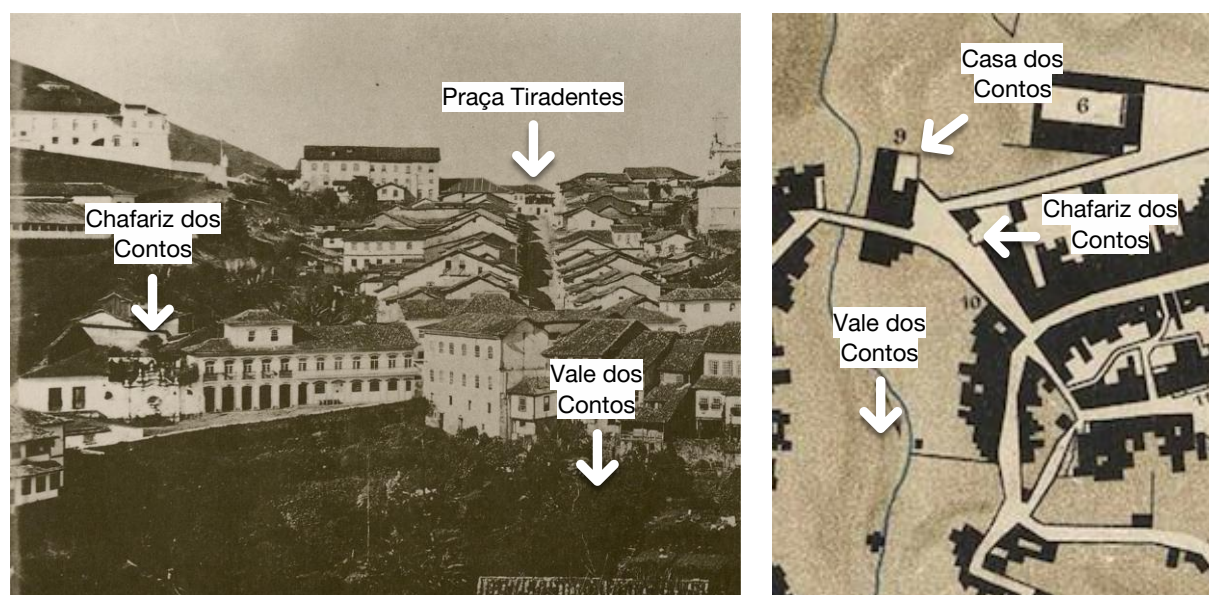 Praça Tiradentes
Chafariz dos
Contos
Vale dos
Contos
Casa dos
Contos
6
9
Chafariz dos
Contos
10
Vale dos
Contos